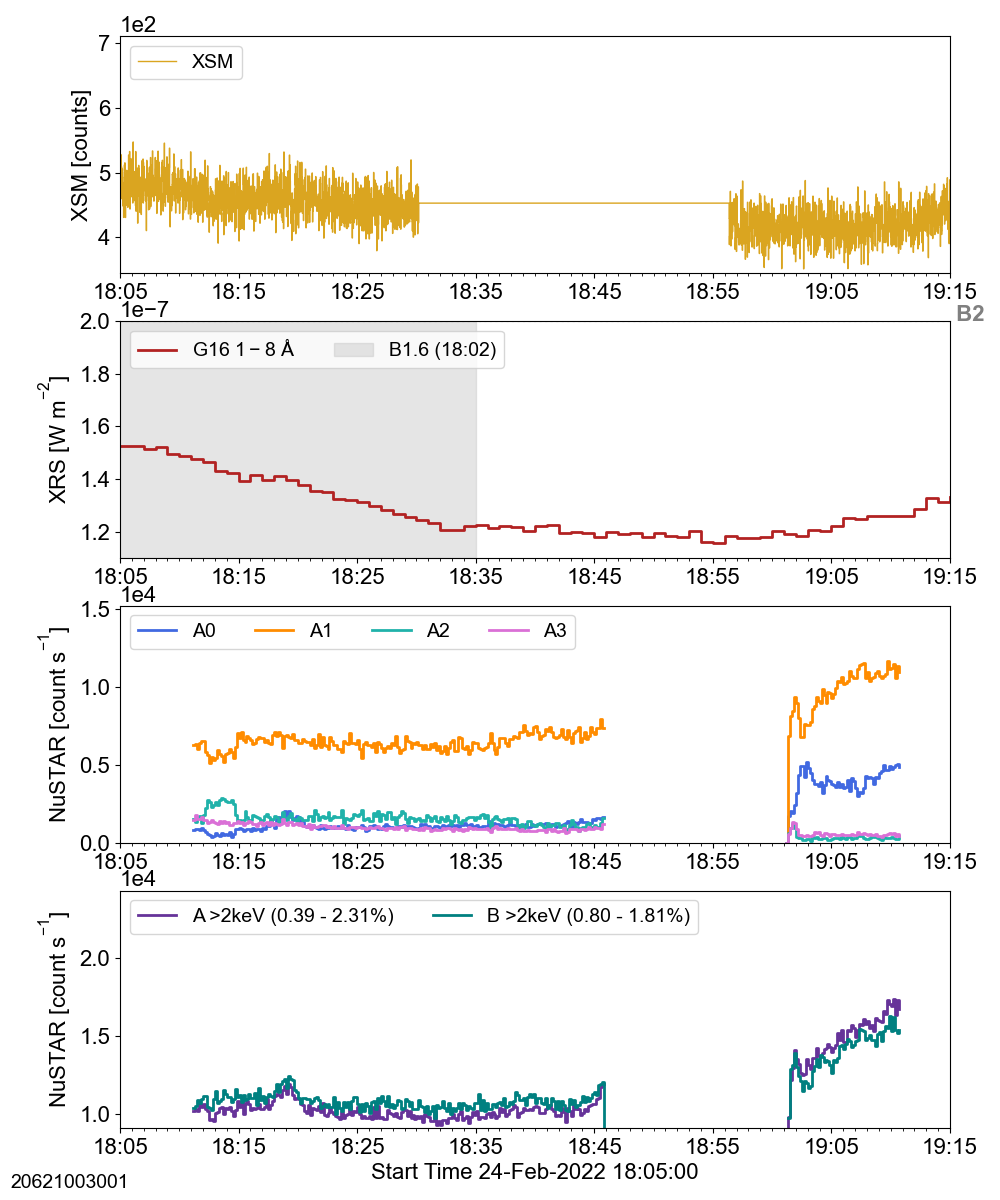 1e2
7
6
5
4
XSM [counts]
XSM
18:05 18:15 18:25 18:35 18:45 18:55 19:05 19:15
1e−7
B2
2.0
1.8
1.6
1.4
1.2
XRS [W m−2]
G16 1 − 8 Å B1.6 (18:02)
18:05 18:15 18:25 18:35 18:45 18:55 19:05 19:15
1e4
1.5
1.0
0.5
0.0
NuSTAR [count s−1]
A0 A1 A2 A3
18:05 18:15 18:25 18:35 18:45 18:55 19:05 19:15
1e4
2.0
1.5
1.0
NuSTAR [count s−1]
A >2keV (0.39 - 2.31%) B >2keV (0.80 - 1.81%)
18:05 18:15 18:25 18:35 18:45 18:55 19:05 19:15
Start Time 24-Feb-2022 18:05:00
20621003001